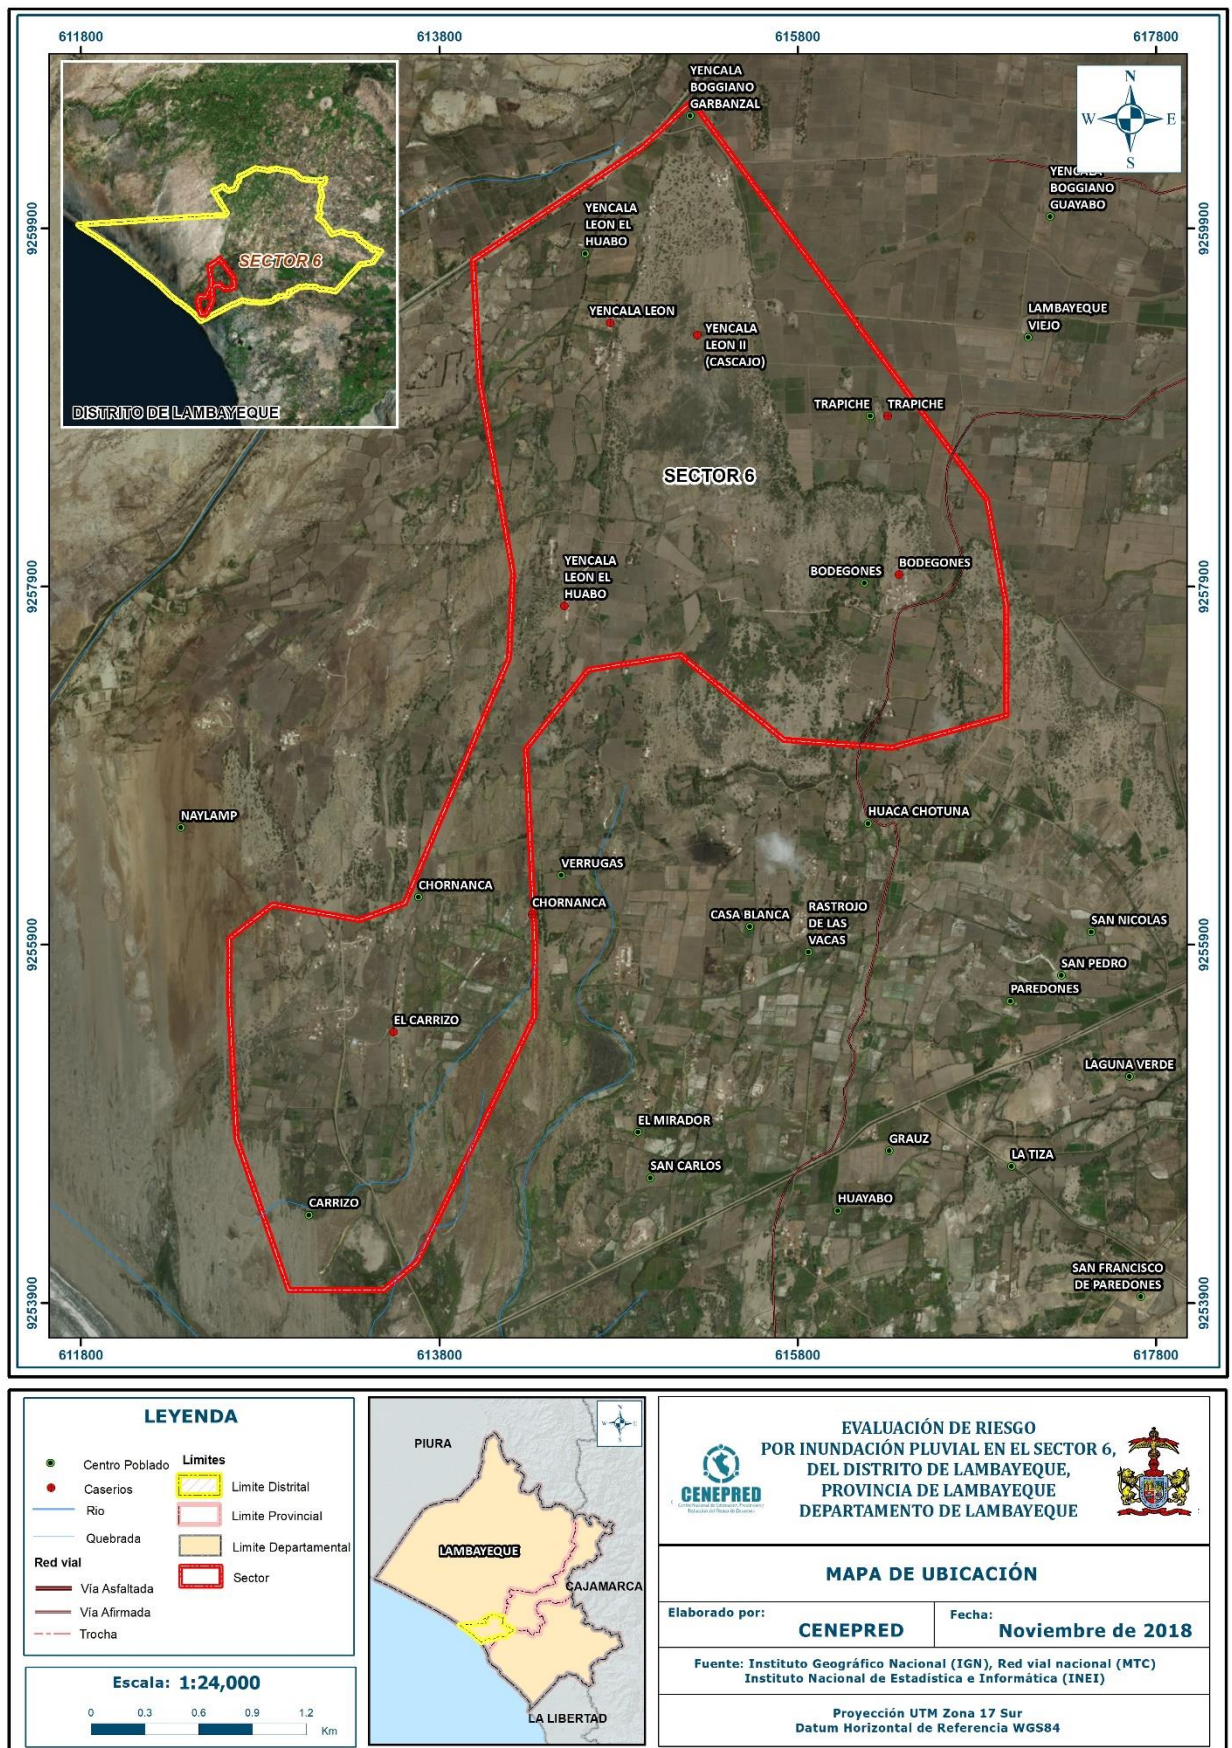 611800
613800
615800
617800
YENCALA
BOGGIANO
GARBANZAL
N
W
E
S
YENCALA
BOGGIANO
GUAYABO
YENCALA
LEON EL
HUABO
9259900
9259900
SECTOR 6
LAMBAYEQUE
VIEJO
YENCALA LEON
YENCALA
LEON II
(CASCAJO)
TRAPICHE
TRAPICHE
DISTRITO DE LAMBAYEQUE
SECTOR 6
YENCALA
LEON EL
HUABO
BODEGONES
BODEGONES
9257900
9257900
NAYLAMP
HUACA CHOTUNA
VERRUGAS
CHORNANCA
CHORNANCA
CASA BLANCA
RASTROJO
DE LAS
VACAS
SAN NICOLAS
9255900
9255900
SAN PEDRO
PAREDONES
EL CARRIZO
LAGUNA VERDE
EL MIRADOR
GRAUZ
LA TIZA
SAN CARLOS
CARRIZO
HUAYABO
SAN FRANCISCO
DE PAREDONES
9253900
9253900
611800
613800
615800
617800
LEYENDA
Centro Poblado
Caserios
Rio
Quebrada
Red vial
Vía Asfaltada
Vía Afirmada
Trocha
Límites
Limite Distrital
Limite Provincial
Limite Departamental
Sector
Escala: 1:24,000
0
0.3
0.6
0.9
1.2
Km
PIURA
N
W
E
S
LAMBAYEQUE
CAJAMARCA
LA LIBERTAD
CENEPRED
EVALUACIÓN DE RIESGO
POR INUNDACIÓN PLUVIAL EN EL SECTOR 6,
DEL DISTRITO DE LAMBAYEQUE,
PROVINCIA DE LAMBAYEQUE
DEPARTAMENTO DE LAMBAYEQUE
MAPA DE UBICACIÓN
Elaborado por:
CENEPRED
Fecha:
Noviembre de 2018
Fuente: Instituto Geográfico Nacional (IGN), Red vial nacional (MTC)
Instituto Nacional de Estadística e Informática (INEI)
Proyección UTM Zona 17 Sur
Datum Horizontal de Referencia WGS84